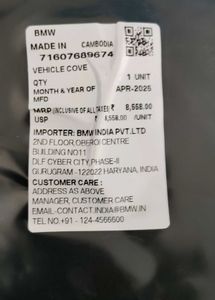 BMW
MADE IN CAMBODIA
71607689674
VEHICLE COVE
QTY 1 UNIT
MONTH & YEAR OF APR-2025
MFD
MRP (INCLUSIVE OF ALL TAXES) ₹ 8,558.00
USP ₹ 8,558.00 /UNIT
IMPORTER: BMW INDIA PVT.LTD
2ND FLOOR,OBEROI CENTRE
BUILDING NO11
DLF CYBER CITY,PHASE-II
GURUGRAM -122022 HARYANA, INDIA
CUSTOMER CARE :
ADDRESS AS ABOVE
MANAGER, CUSTOMER CARE
EMAIL-CONTACT.INDIA@BMW.IN
TEL NO.+91 - 124-4566600